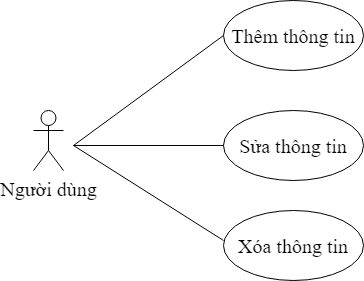 Thêm thông tin
Sửa thông tin
Người dùng
Xóa thông tin